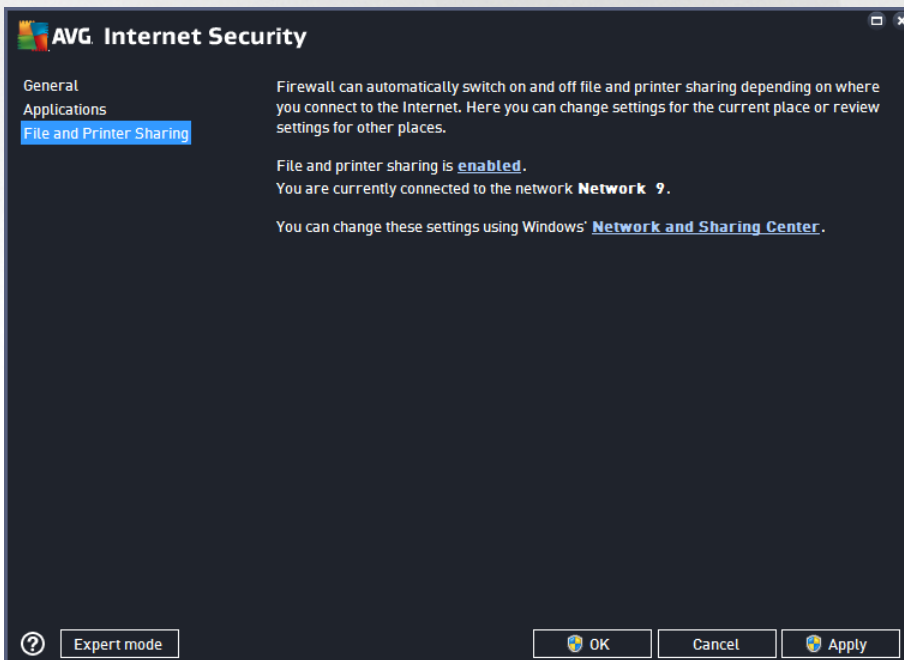 AVG Internet Security
General
Applications
File and Printer Sharing
Firewall can automatically switch on and off file and printer sharing depending on where
you connect to the Internet. Here you can change settings for the current place or review
settings for other places.
File and printer sharing is enabled.
You are currently connected to the network Network 9.
You can change these settings using Windows' Network and Sharing Center.
? Expert mode OK Cancel Apply